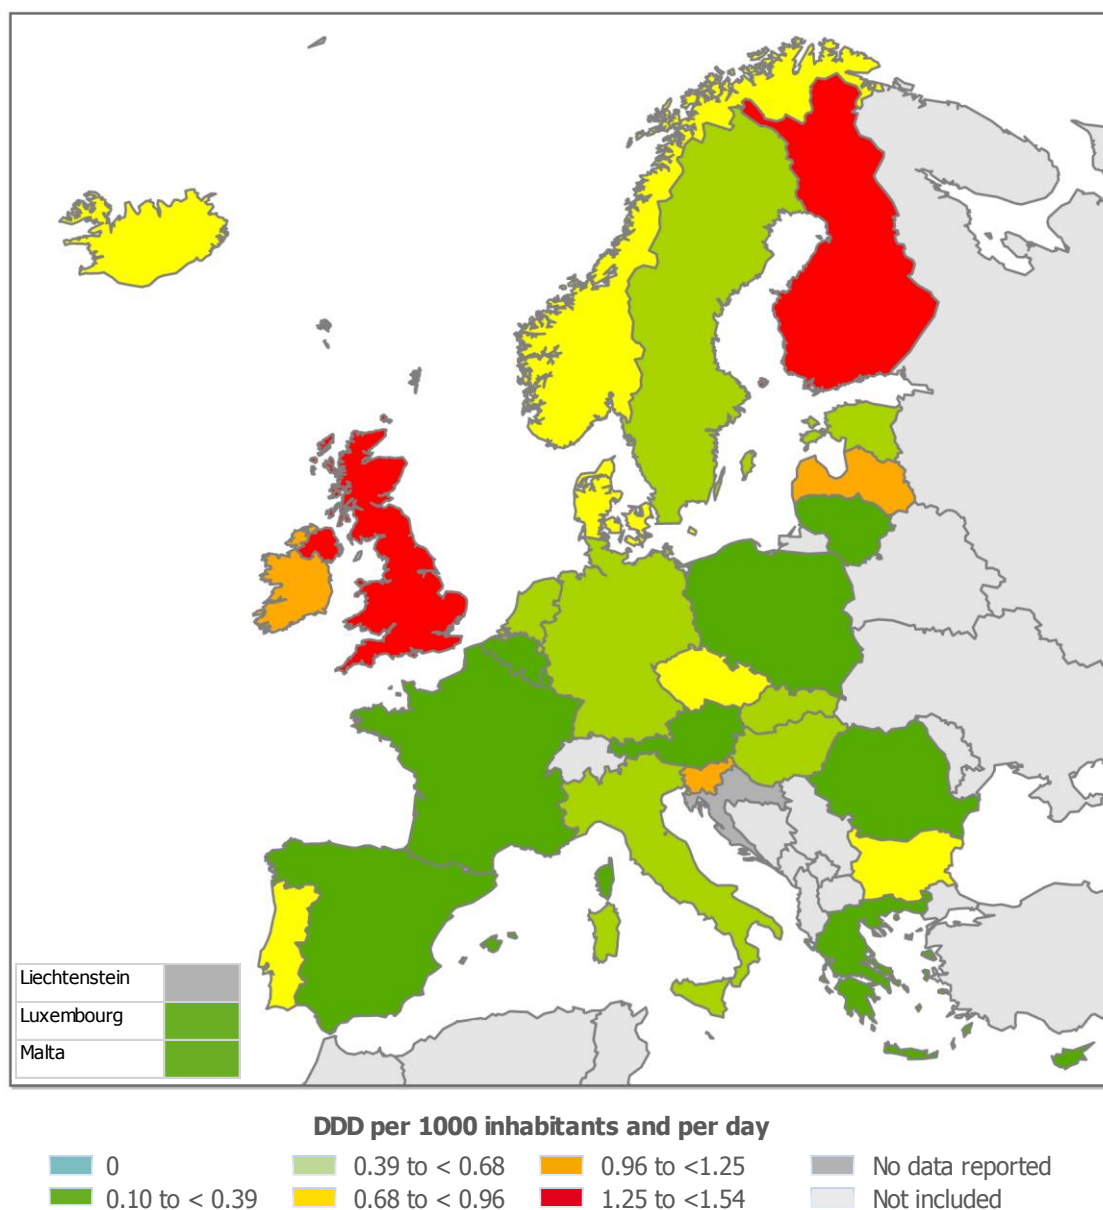 Liechtenstein
Luxembourg
Malta
DDD per 1000 inhabitants and per day
0 0.39 to < 0.68 0.96 to <1.25 No data reported
0.10 to < 0.39 0.68 to < 0.96 1.25 to <1.54 Not included